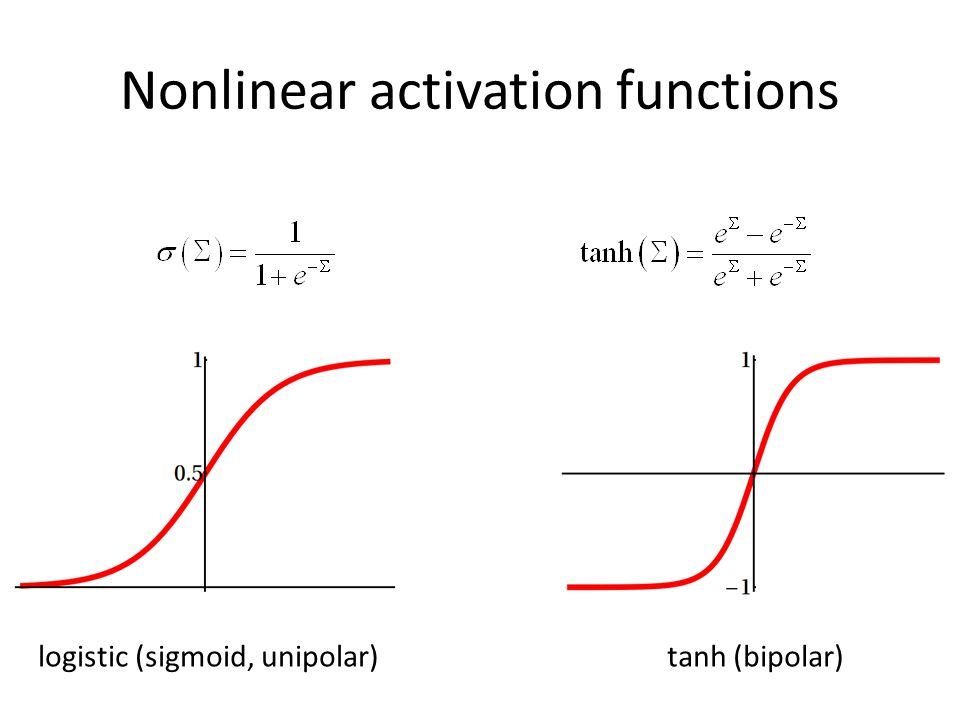 Nonlinear activation functions
σ(Σ) = 1 / (1 + e^{-Σ})
tanh(Σ) = (e^Σ − e^{-Σ}) / (e^Σ + e^{-Σ})
1
0.5
1
−1
logistic (sigmoid, unipolar)
tanh (bipolar)